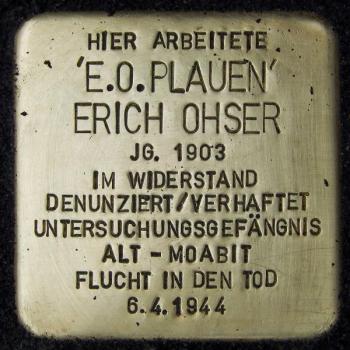 HIER ARBEITETE
'E.O.PLAUEN'
ERICH OHSER
JG. 1903
IM WIDERSTAND
DENUNZIERT/VERHAFTET
UNTERSUCHUNGSGEFÄNGNIS
ALT - MOABIT
FLUCHT IN DEN TOD
6.4.1944